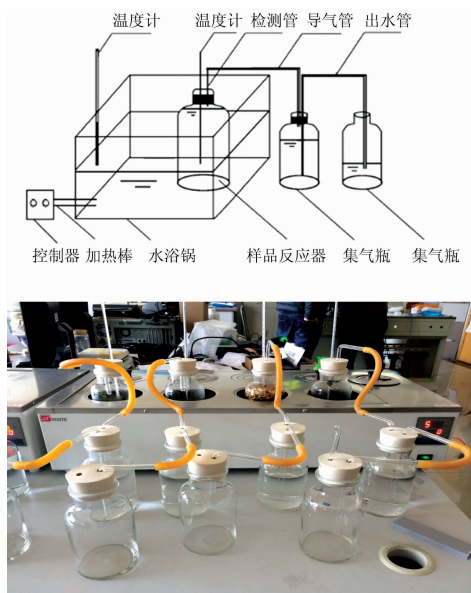 温度计 温度计 检测管 导气管 出水管
控制器 加热棒 水浴锅 样品反应器 集气瓶 集气瓶